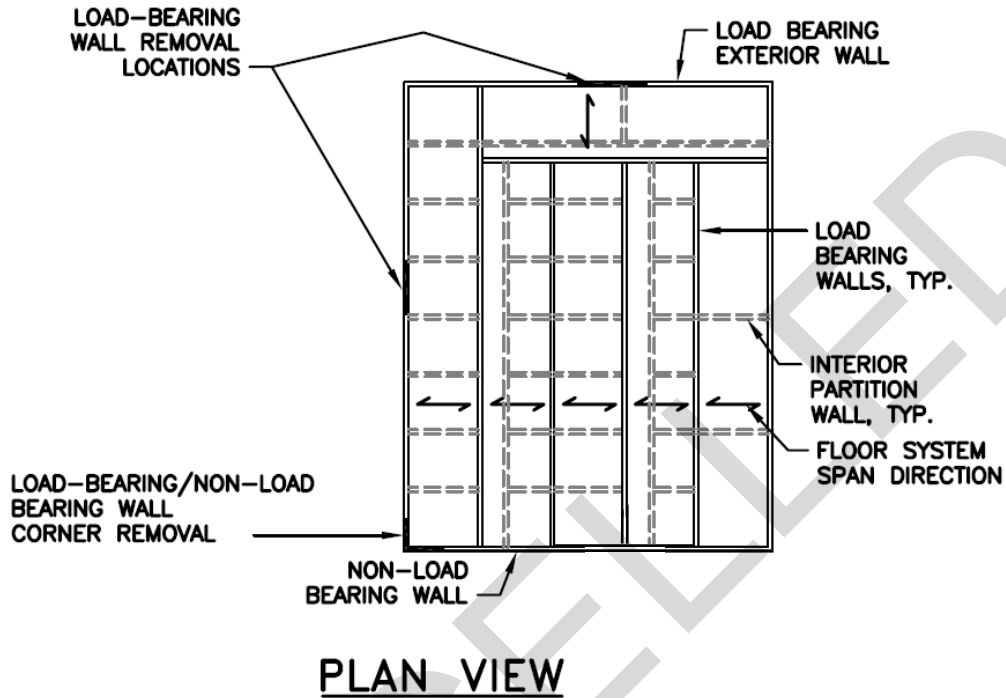 LOAD-BEARING
WALL REMOVAL
LOCATIONS
LOAD BEARING
EXTERIOR WALL
LOAD
BEARING
WALLS, TYP.
INTERIOR
PARTITION
WALL, TYP.
FLOOR SYSTEM
SPAN DIRECTION
LOAD-BEARING/NON-LOAD
BEARING WALL
CORNER REMOVAL
NON-LOAD
BEARING WALL
PLAN VIEW
ELLED